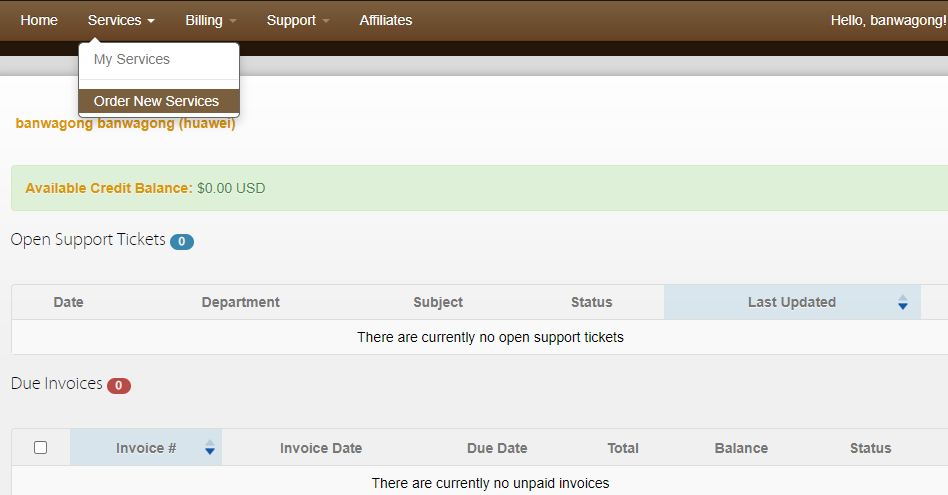 Home Services Billing Support Affiliates Hello, banwagong!
My Services
Order New Services
banwagong banwagong (huawei)
Available Credit Balance: $0.00 USD
Open Support Tickets 0
Date Department Subject Status Last Updated
There are currently no open support tickets
Due Invoices 0
Invoice # Invoice Date Due Date Total Balance Status
There are currently no unpaid invoices